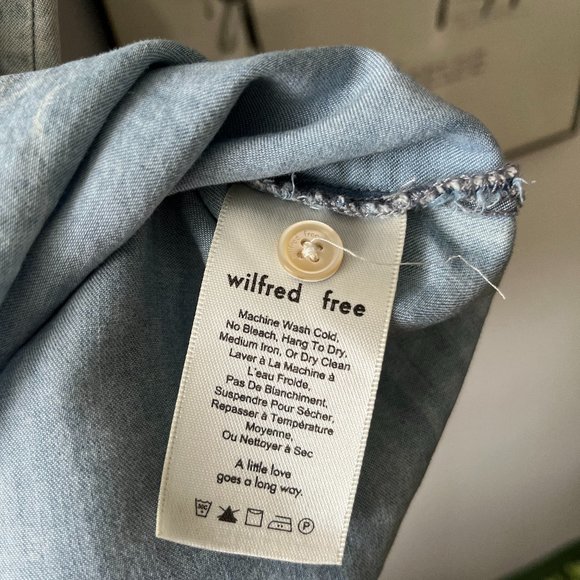 wilfred free
Machine Wash Cold,
No Bleach, Hang To Dry,
Medium Iron, Or Dry Clean
Laver à La Machine à
L'eau Froide,
Pas De Blanchiment,
Suspendre Pour Sécher,
Repasser à Température
Moyenne,
Ou Nettoyer à Sec
A little love
goes a long way.
30C P